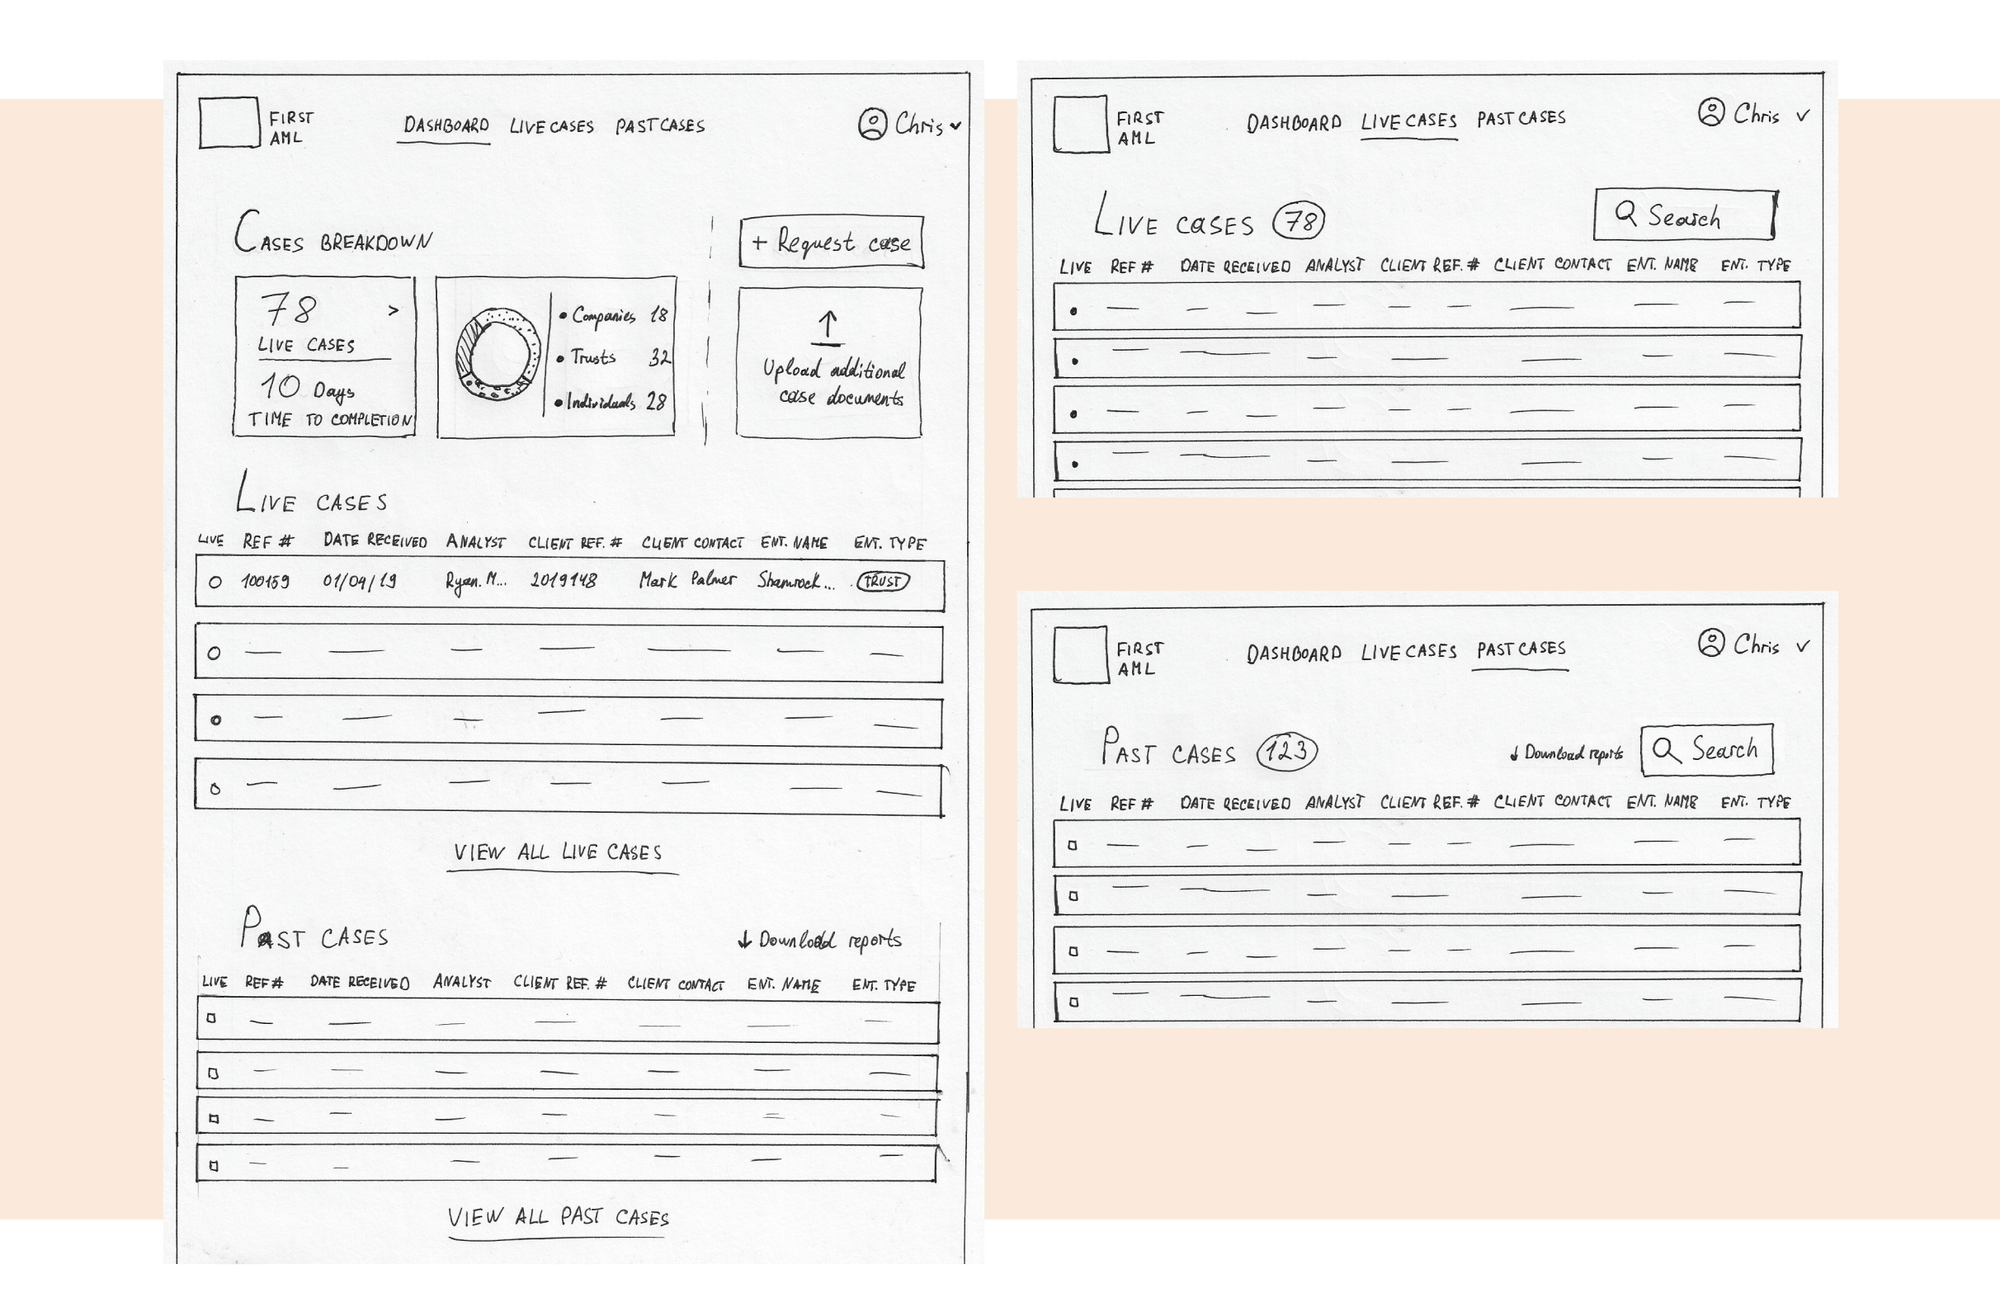 FIRST
AML
DASHBOARD LIVE CASES PAST CASES
Chris
CASES BREAKDOWN
+ Request case
78 >
LIVE CASES
10 Days
TIME TO COMPLETION
Companies 18
Trusts 32
Individuals 28
Upload additional
case documents
LIVE CASES
LIVE REF # DATE RECEIVED ANALYST CLIENT REF. # CLIENT CONTACT ENT. NAME ENT. TYPE
100159 01/09/19 Ryan. M... 2019148 Mark Palmer Shamrock... TRUST
VIEW ALL LIVE CASES
PAST CASES
Download reports
LIVE REF # DATE RECEIVED ANALYST CLIENT REF. # CLIENT CONTACT ENT. NAME ENT. TYPE
VIEW ALL PAST CASES
FIRST
AML
DASHBOARD LIVE CASES PAST CASES
Chris
LIVE CASES 78
Search
LIVE REF # DATE RECEIVED ANALYST CLIENT REF. # CLIENT CONTACT ENT. NAME ENT. TYPE
FIRST
AML
DASHBOARD LIVE CASES PAST CASES
Chris
PAST CASES 123
Download reports
Search
LIVE REF # DATE RECEIVED ANALYST CLIENT REF. # CLIENT CONTACT ENT. NAME ENT. TYPE